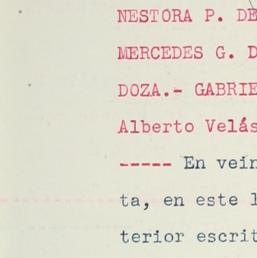 NESTORA P. DE
MERCEDES G. D
DOZA.- GABRIE
Alberto Velás
----- En vein
ta, en este l
terior escrit